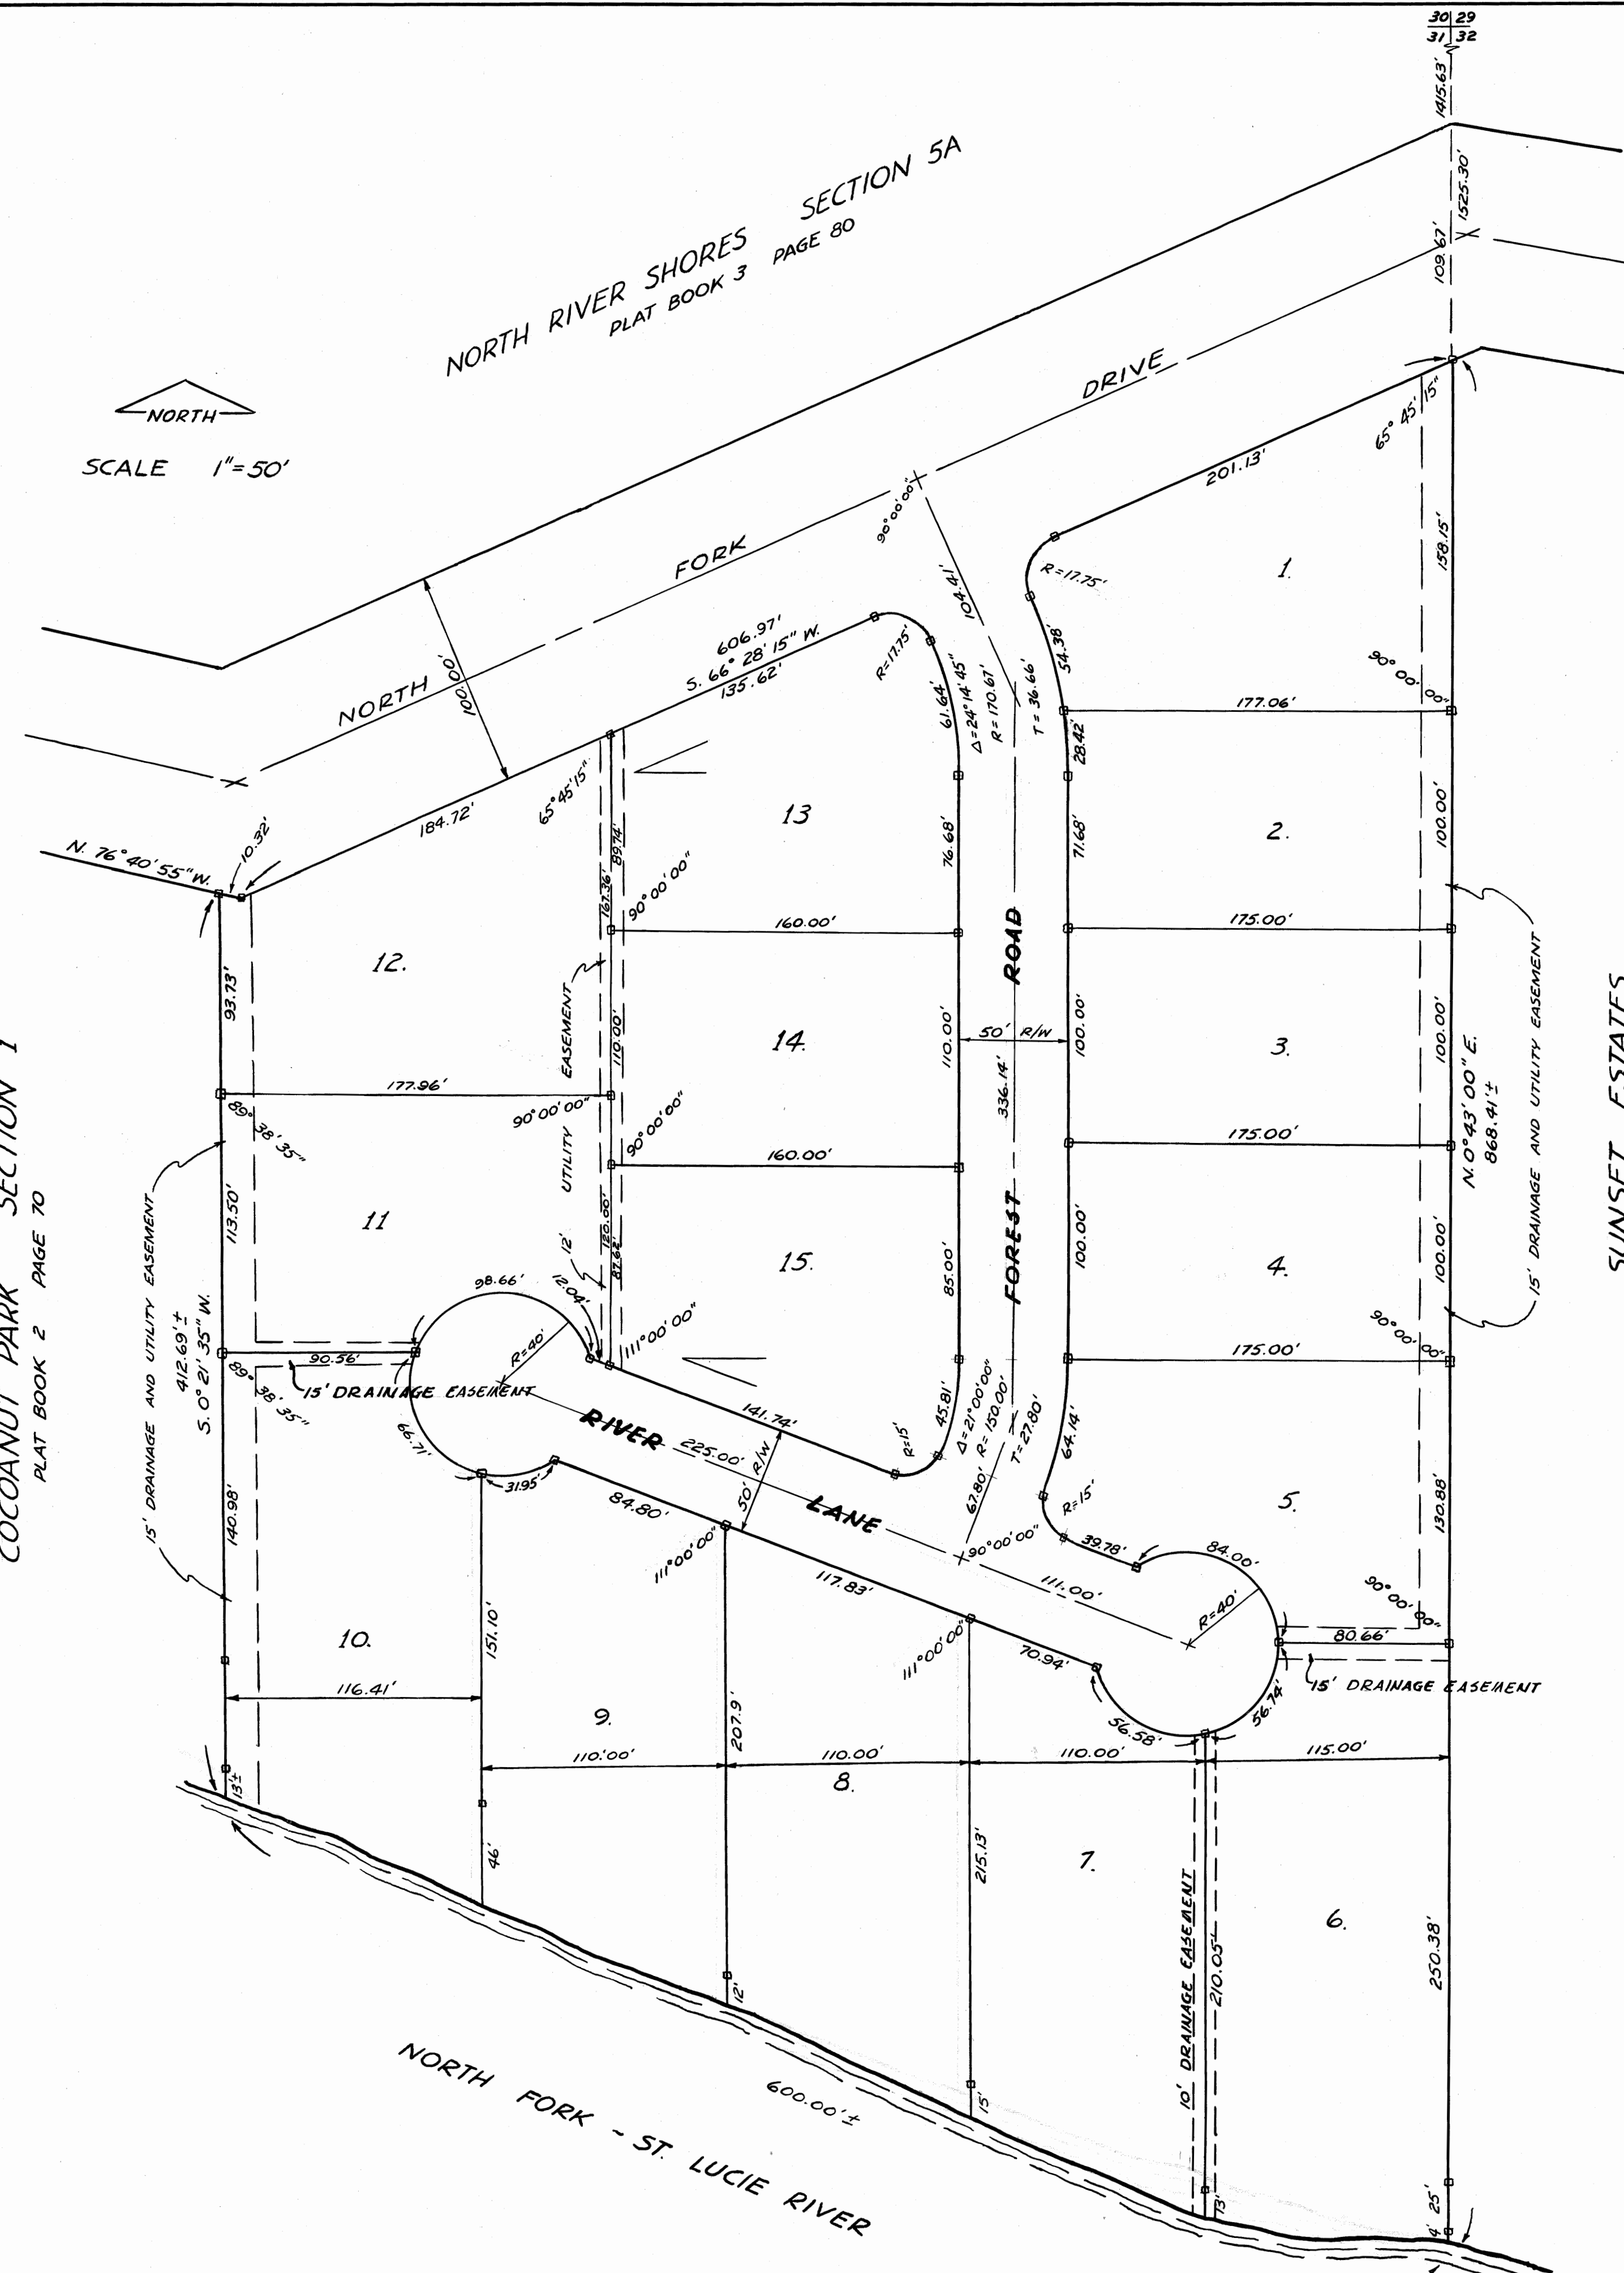 30 29
31 32
1415.63'
1525.30'
109.67'
NORTH RIVER SHORES SECTION 5A
PLAT BOOK 3 PAGE 80
NORTH
SCALE 1"=50'
NORTH FORK DRIVE
100.00'
606.97'
S. 66° 28' 15" W.
135.62'
184.72'
10.32'
N. 76° 40' 55" W.
90°00'00"
104.41'
R=17.75'
R=17.75'
201.13'
65° 45' 15"
158.15'
1.
54.38'
90° 00' 00"
177.06'
61.64'
Δ=24°14'45"
R=170.67'
T=36.66'
28.42'
65°45'15"
13
76.68'
71.68'
2.
100.00'
89.74'
167.36'
90°00'00"
160.00'
175.00'
12.
93.73'
FOREST ROAD
14.
110.00'
110.00'
50' R/W
336.14'
100.00'
3.
100.00'
N. 0° 43' 00" E.
868.41'±
15' DRAINAGE AND UTILITY EASEMENT
SUNSET ESTATES
177.96'
90°00'00"
90°00'00"
89° 38' 35"
12' UTILITY EASEMENT
160.00'
175.00'
COCOANUT PARK SECTION 1
PLAT BOOK 2 PAGE 70
15' DRAINAGE AND UTILITY EASEMENT
412.69'±
S. 0° 21' 35" W.
113.50'
11
120.00'
87.62'
15.
85.00'
100.00'
4.
100.00'
98.66'
12.04'
111°00'00"
90°00'00"
175.00'
R=40'
90.56'
15' DRAINAGE EASEMENT
89° 38' 35"
66.71'
31.95'
RIVER LANE
225.00'
141.74'
50' R/W
R=15'
45.81'
Δ=21°00'00"
R=150.00'
T=27.80'
67.80'
64.14'
R=15'
5.
130.88'
84.80'
111°00'00"
117.83'
90°00'00"
39.78'
84.00'
111.00'
R=40'
90° 00' 00"
80.66'
15' DRAINAGE EASEMENT
140.98'
10.
151.10'
116.41'
9.
207.9'
111°00'00"
70.94'
56.58'
56.74'
110.00'
110.00'
110.00'
115.00'
8.
13'±
46'
215.13'
7.
10' DRAINAGE EASEMENT
210.05'
6.
250.38'
12'
15'
13'
25'
4'
NORTH FORK ~ ST. LUCIE RIVER
600.00'±